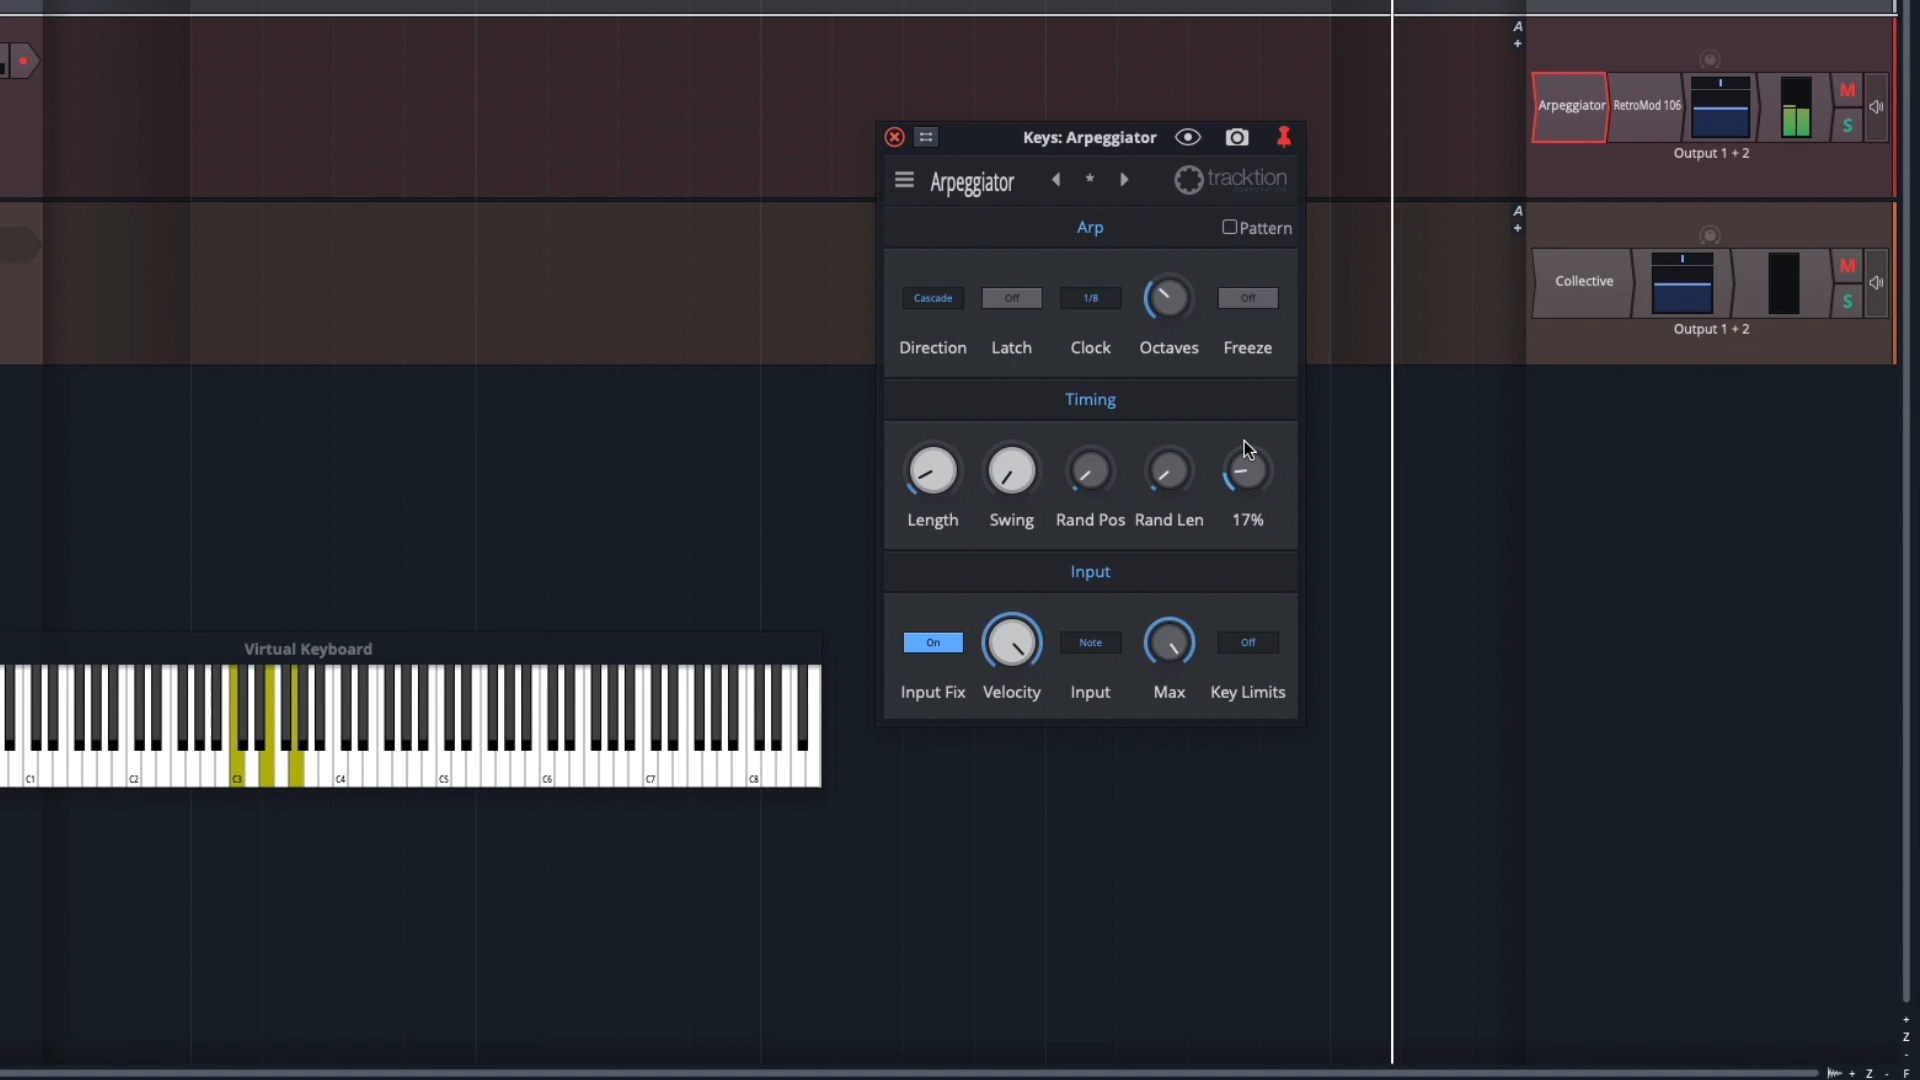 A
+
Arpeggiator
RetroMod 106
M
S
Output 1 + 2
A
+
Collective
M
S
Output 1 + 2
Keys: Arpeggiator
Arpeggiator
*
tracktion
Arp
Pattern
Cascade
Off
1/8
Off
Direction
Latch
Clock
Octaves
Freeze
Timing
Length
Swing
Rand Pos
Rand Len
17%
Input
On
Note
Off
Input Fix
Velocity
Input
Max
Key Limits
Virtual Keyboard
C1
C2
C3
C4
C5
C6
C7
C8
+
Z
-
+ Z - F